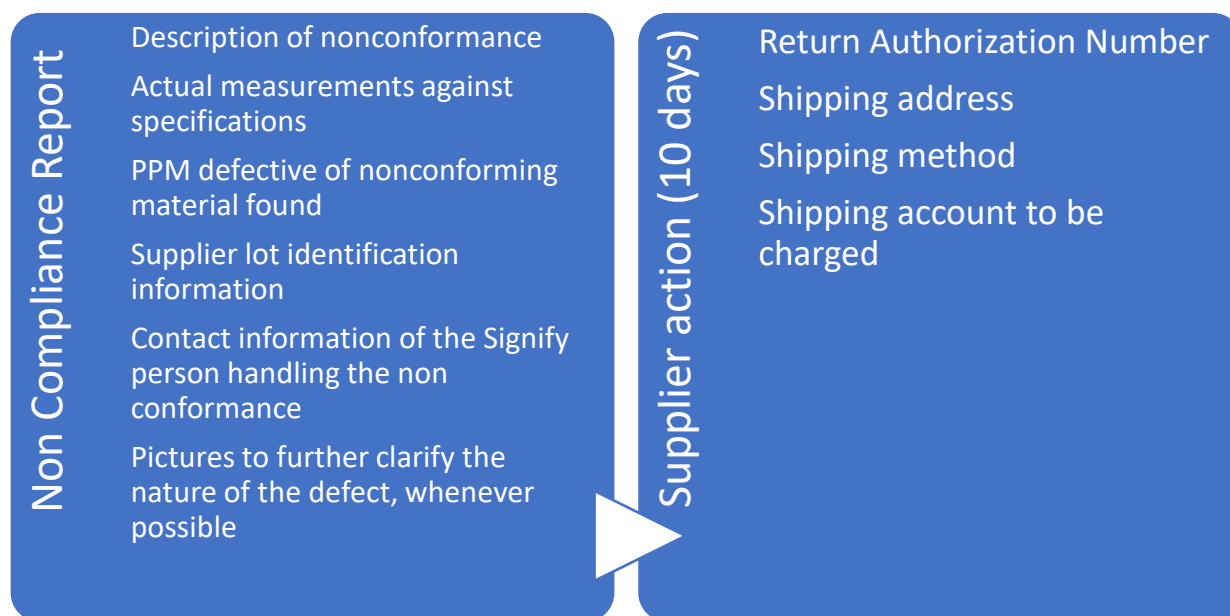 Non Compliance Report
Description of nonconformance
Actual measurements against
specifications
PPM defective of nonconforming
material found
Supplier lot identification
information
Contact information of the Signify
person handling the non
conformance
Pictures to further clarify the
nature of the defect, whenever
possible
Supplier action (10 days)
Return Authorization Number
Shipping address
Shipping method
Shipping account to be
charged